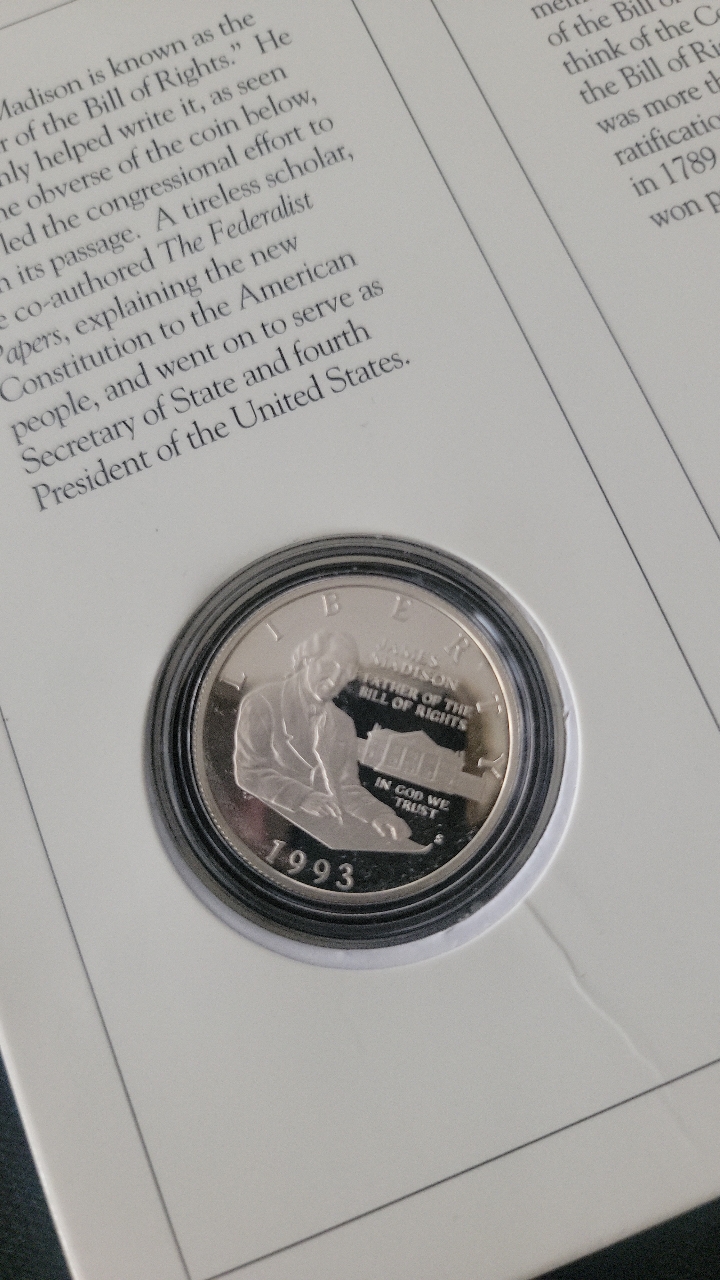 Madison is known as the
of the Bill of Rights." He
helped write it, as seen
obverse of the coin below,
led the congressional effort to
its passage. A tireless scholar,
co-authored The Federalist
Papers, explaining the new
Constitution to the American
people, and went on to serve as
Secretary of State and fourth
President of the United States.
of the Bill
think of the
the Bill of
was more
in 1789
won
LIBERTY
JAMES
MADISON
FATHER OF THE
BILL OF RIGHTS
IN GOD WE
TRUST
S
1993